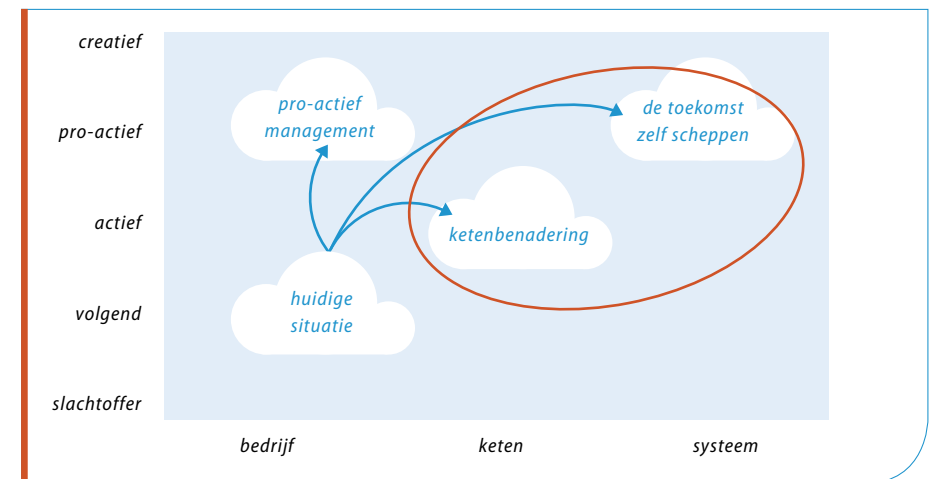 creatief
pro-actief
management
de toekomst
zelf scheppen
pro-actief
actief
ketenbenadering
huidige
situatie
volgend
slachtoffer
bedrijf
keten
systeem